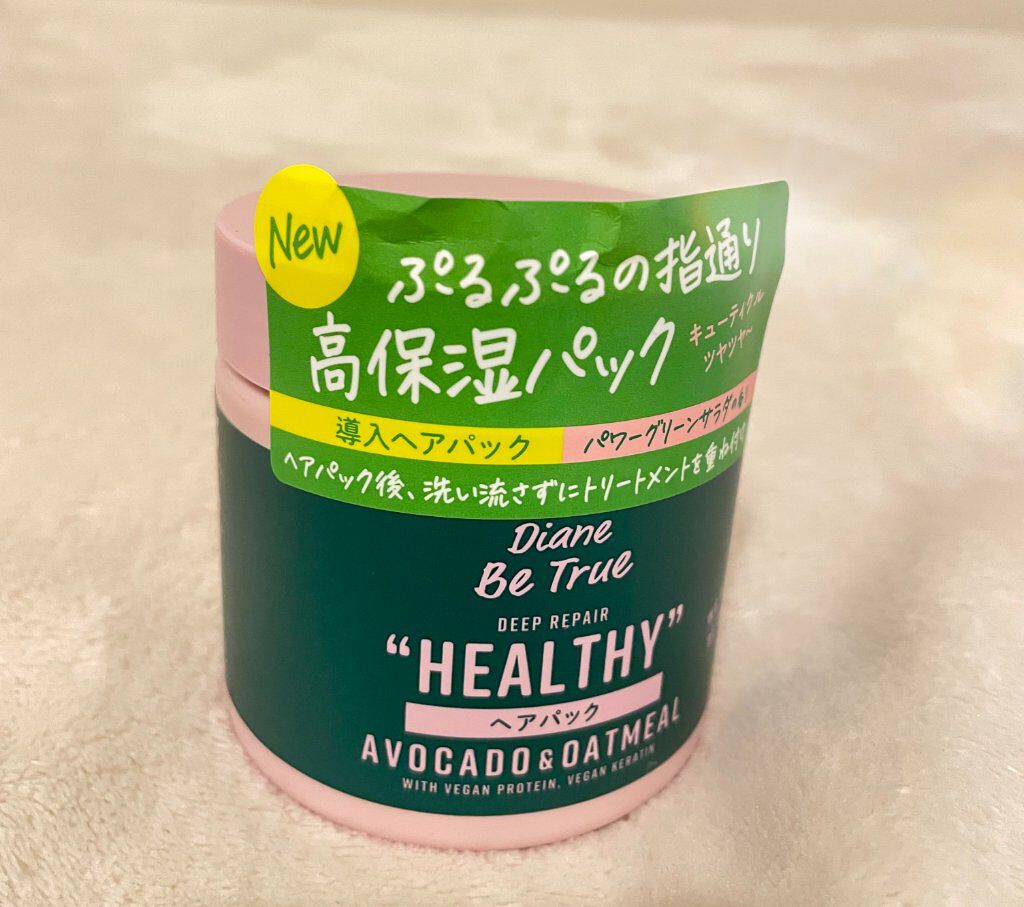 New
ぷるぷるの指通り
高保湿パック
キューティクル
ツヤツヤ~
導入ヘアパック
パワーグリーンサラダの香り
ヘアパック後、洗い流さずにトリートメントを重ね付け
Diane
Be True
DEEP REPAIR
“HEALTHY”
ヘアパック
AVOCADO & OATMEAL
WITH VEGAN PROTEIN, VEGAN KERATIN